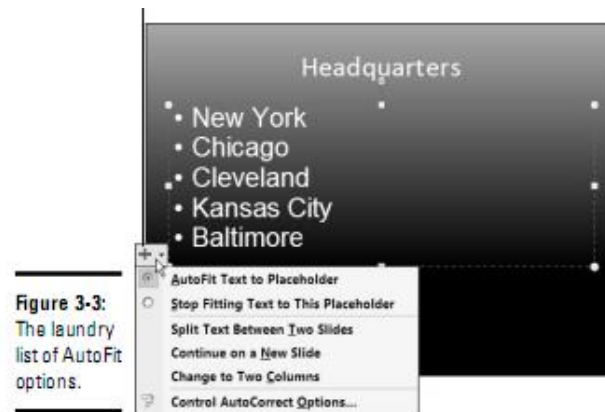 Headquarters
• New York
• Chicago
• Cleveland
• Kansas City
• Baltimore
AutoFit Text to Placeholder
Stop Fitting Text to This Placeholder
Split Text Between Two Slides
Continue on a New Slide
Change to Two Columns
Control AutoCorrect Options...
Figure 3-3:
The laundry
list of AutoFit
options.